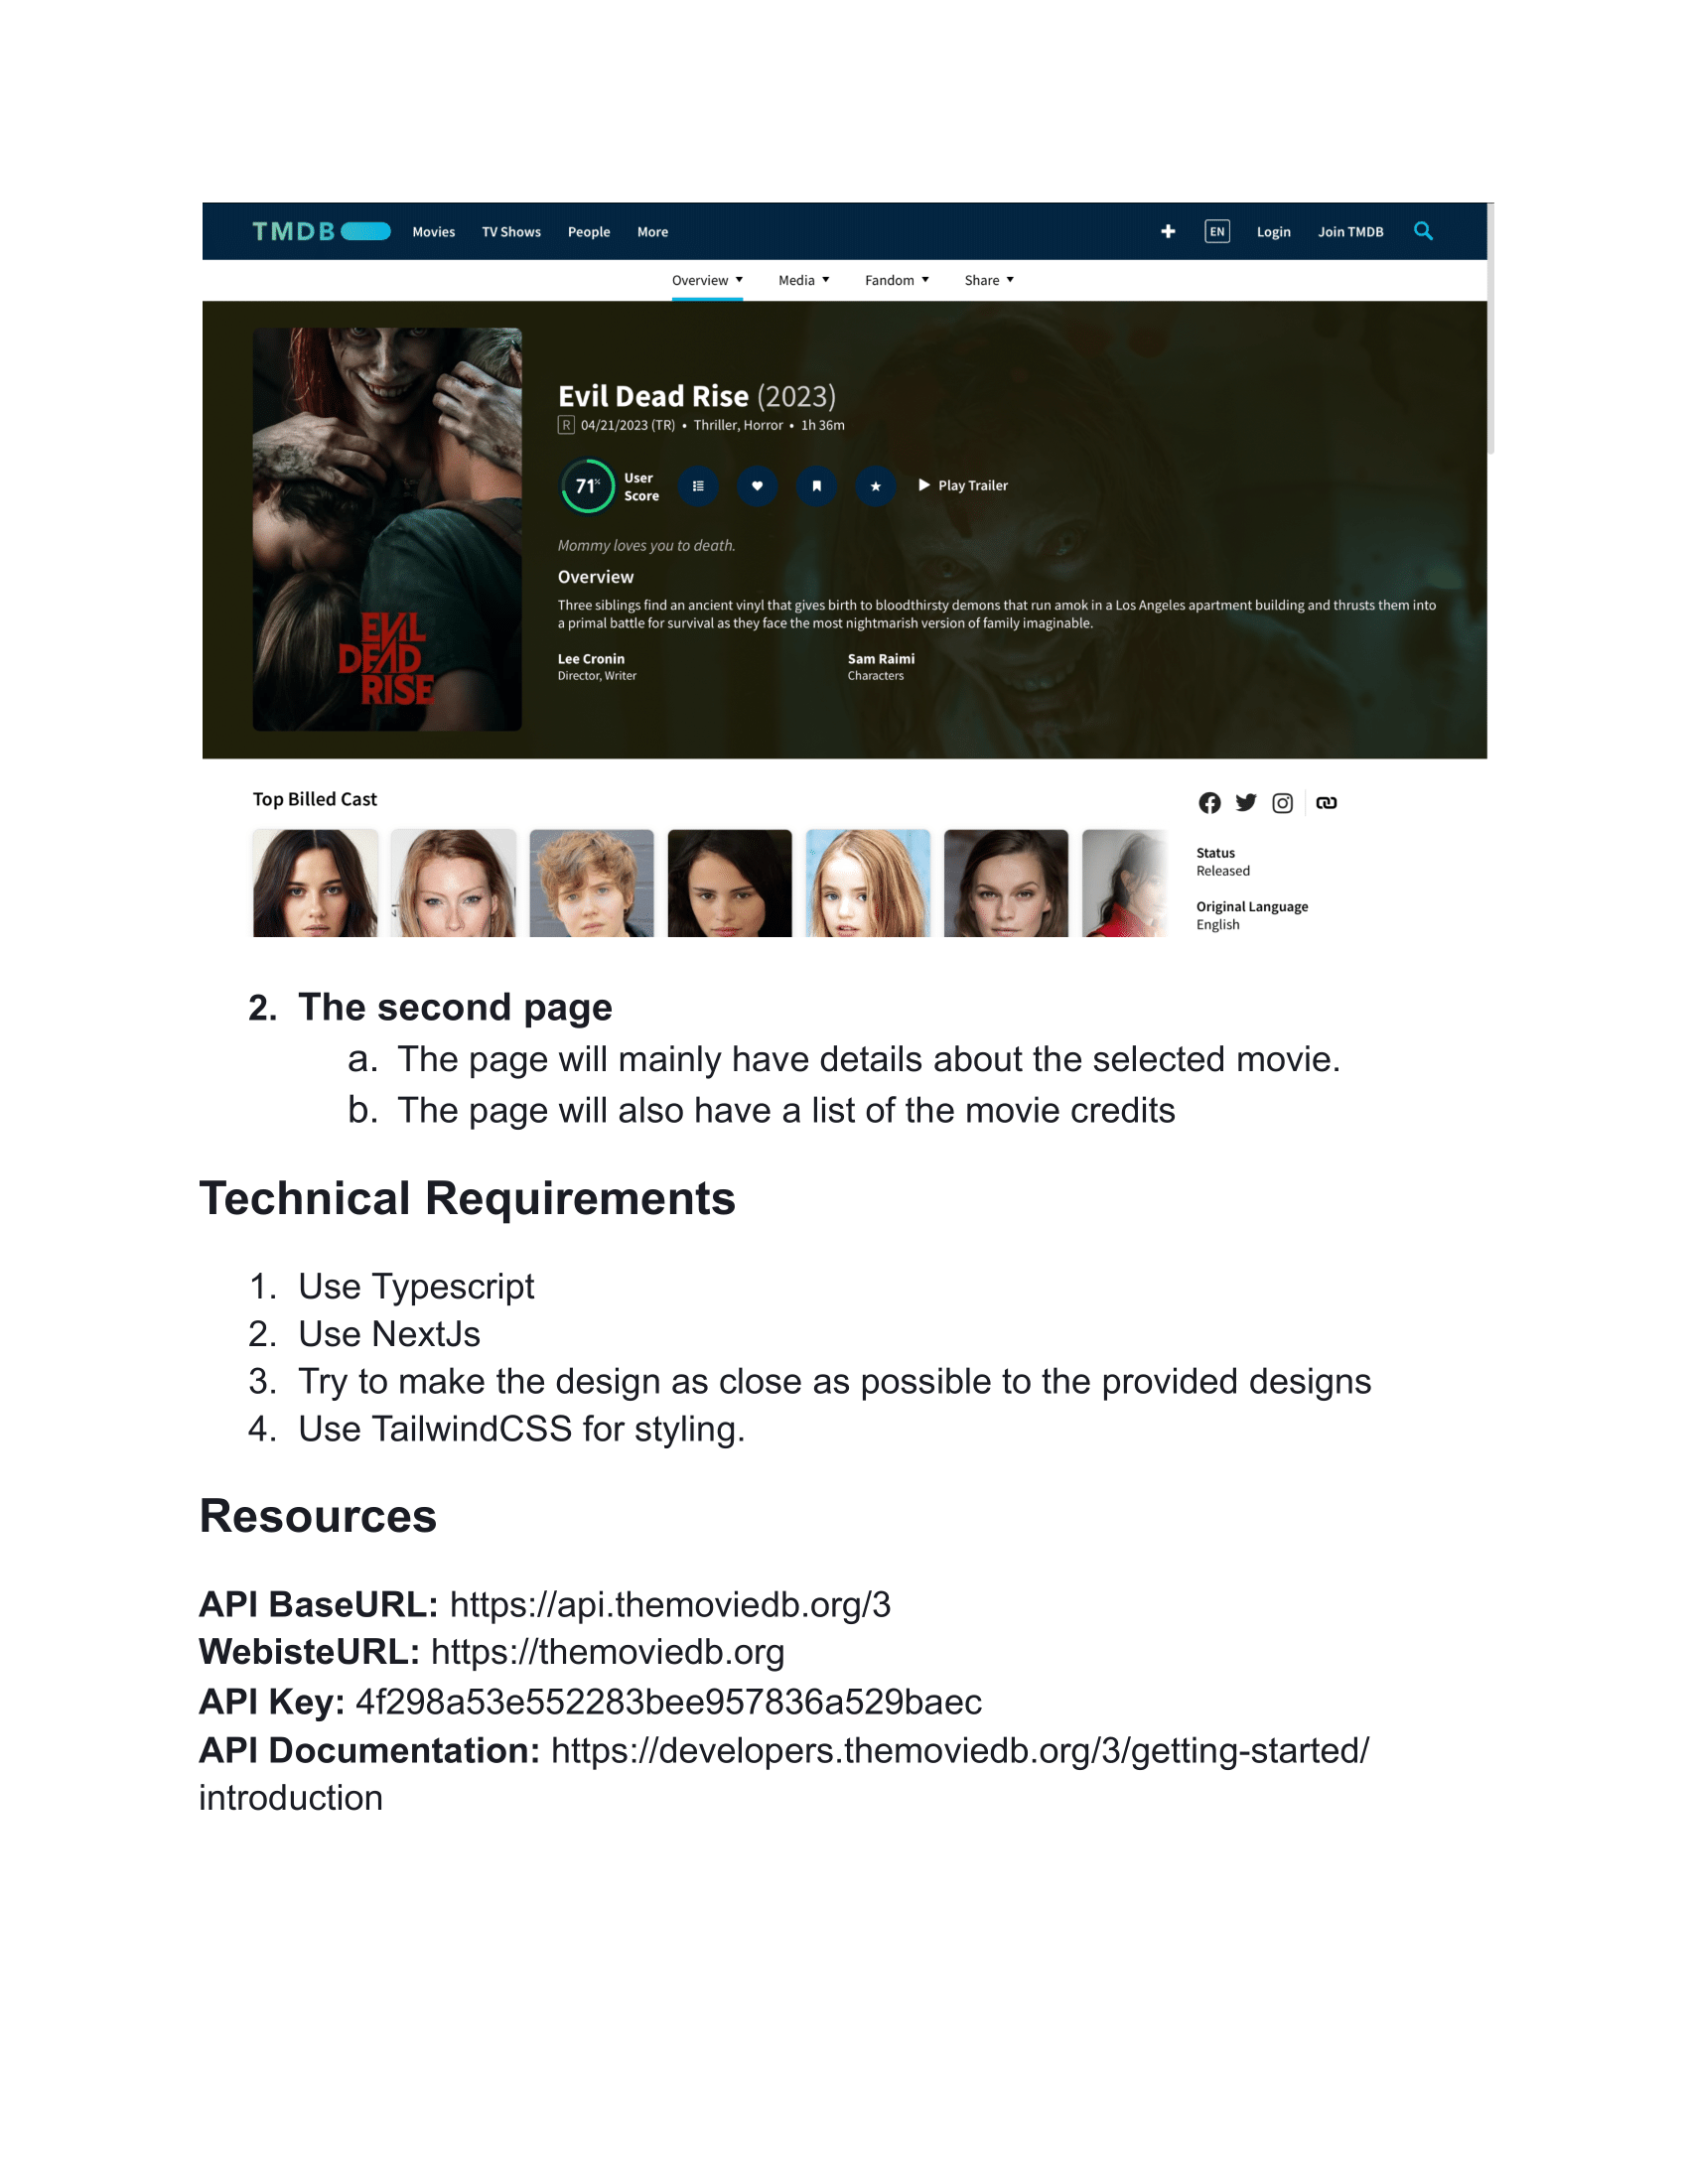 TMDB Movies TV Shows People More + EN Login Join TMDB
Overview Media Fandom Share
Evil Dead Rise (2023)
R 04/21/2023 (TR) • Thriller, Horror • 1h 36m
71% User
Score
Play Trailer
Mommy loves you to death.
Overview
Three siblings find an ancient vinyl that gives birth to bloodthirsty demons that run amok in a Los Angeles apartment building and thrusts them into
a primal battle for survival as they face the most nightmarish version of family imaginable.
Lee Cronin Sam Raimi
Director, Writer Characters
EVIL
DEAD
RISE
Top Billed Cast
Status
Released
Original Language
English
2. The second page
a. The page will mainly have details about the selected movie.
b. The page will also have a list of the movie credits
Technical Requirements
1. Use Typescript
2. Use NextJs
3. Try to make the design as close as possible to the provided designs
4. Use TailwindCSS for styling.
Resources
API BaseURL: https://api.themoviedb.org/3
WebisteURL: https://themoviedb.org
API Key: 4f298a53e552283bee957836a529baec
API Documentation: https://developers.themoviedb.org/3/getting-started/
introduction